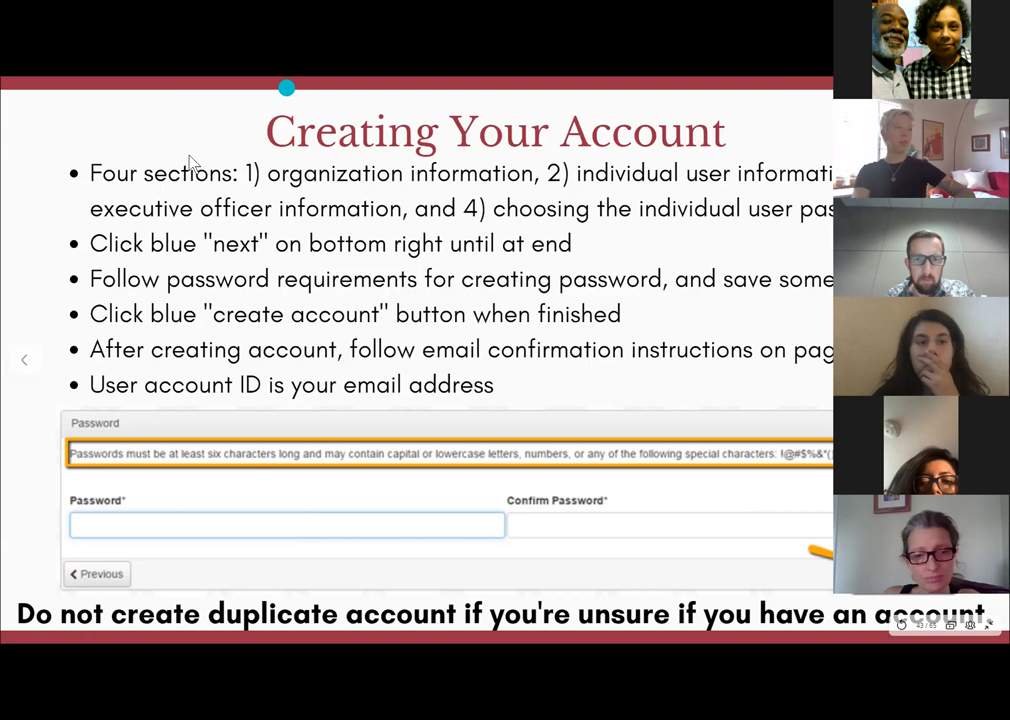 Creating Your Account
• Four sections: 1) organization information, 2) individual user informati
executive officer information, and 4) choosing the individual user pas
• Click blue "next" on bottom right until at end
• Follow password requirements for creating password, and save some
• Click blue "create account" button when finished
• After creating account, follow email confirmation instructions on pag
• User account ID is your email address
Password
Passwords must be at least six characters long and may contain capital or lowercase letters, numbers, or any of the following special characters: !@#$%&*()
Password* Confirm Password*
Previous
Do not create duplicate account if you're unsure if you have an account.
43 / 65